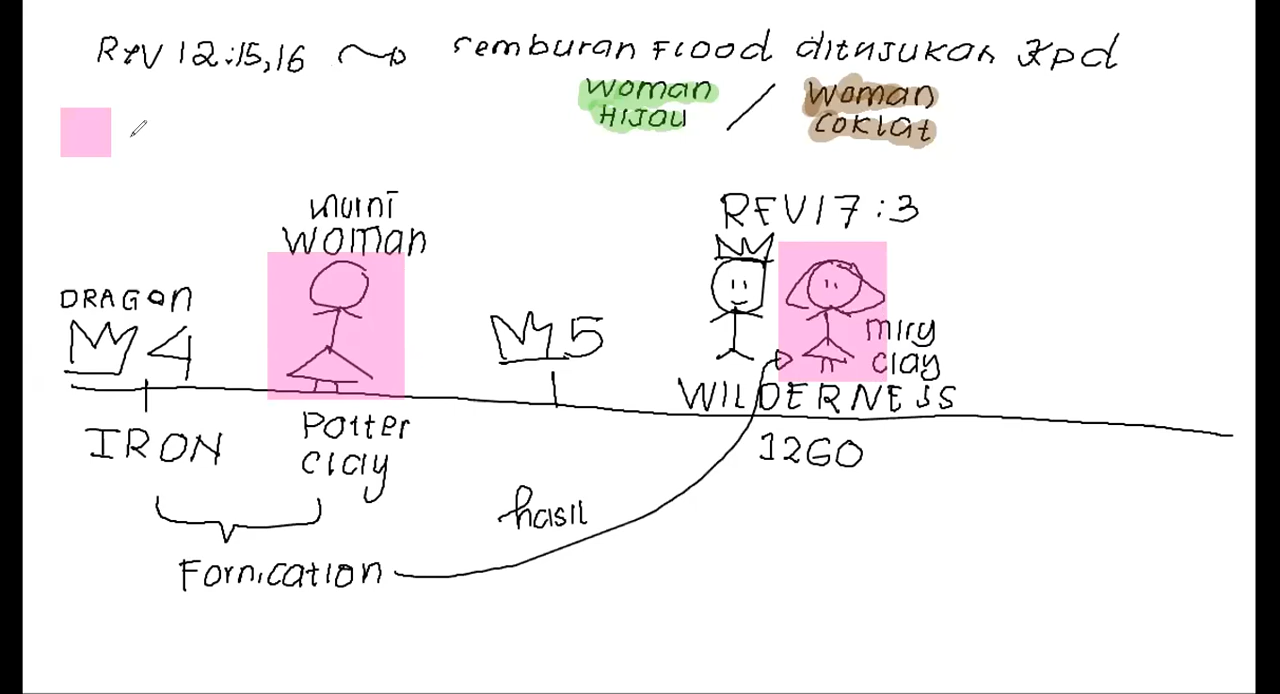 REV 12:15,16 semburan Flood ditujukan Kpd
woman HIJAU / woman COKLAT
murni
WOMAN
REV 17:3
DRAGON
4
5
miry
clay
WILDERNESS
IRON
Potter
clay
1260
hasil
Fornication